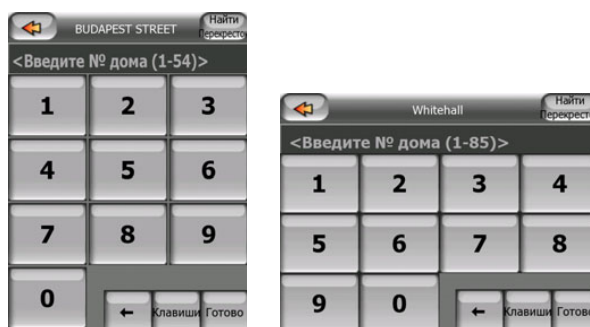 BUDAPEST STREET Найти Перекресто
<Введите № дома (1-54)>
1 2 3
4 5 6
7 8 9
0 ← Клавиши Готово
Whitehall Найти Перекресто
<Введите № дома (1-85)>
1 2 3 4
5 6 7 8
9 0 ← Клавиши Готово